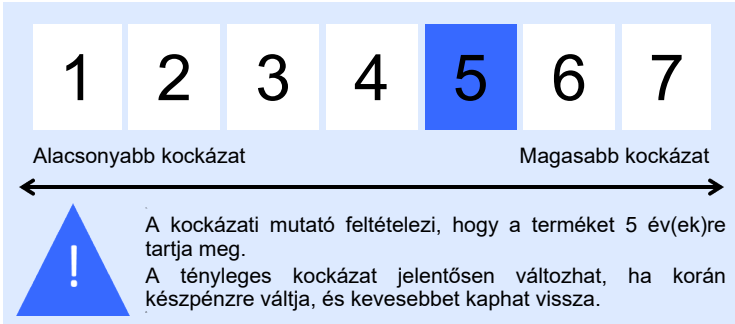 1 2 3 4 5 6 7
Alacsonyabb kockázat Magasabb kockázat
!
A kockázati mutató feltételezi, hogy a terméket 5 év(ek)re
tartja meg.
A tényleges kockázat jelentősen változhat, ha korán
készpénzre váltja, és kevesebbet kaphat vissza.